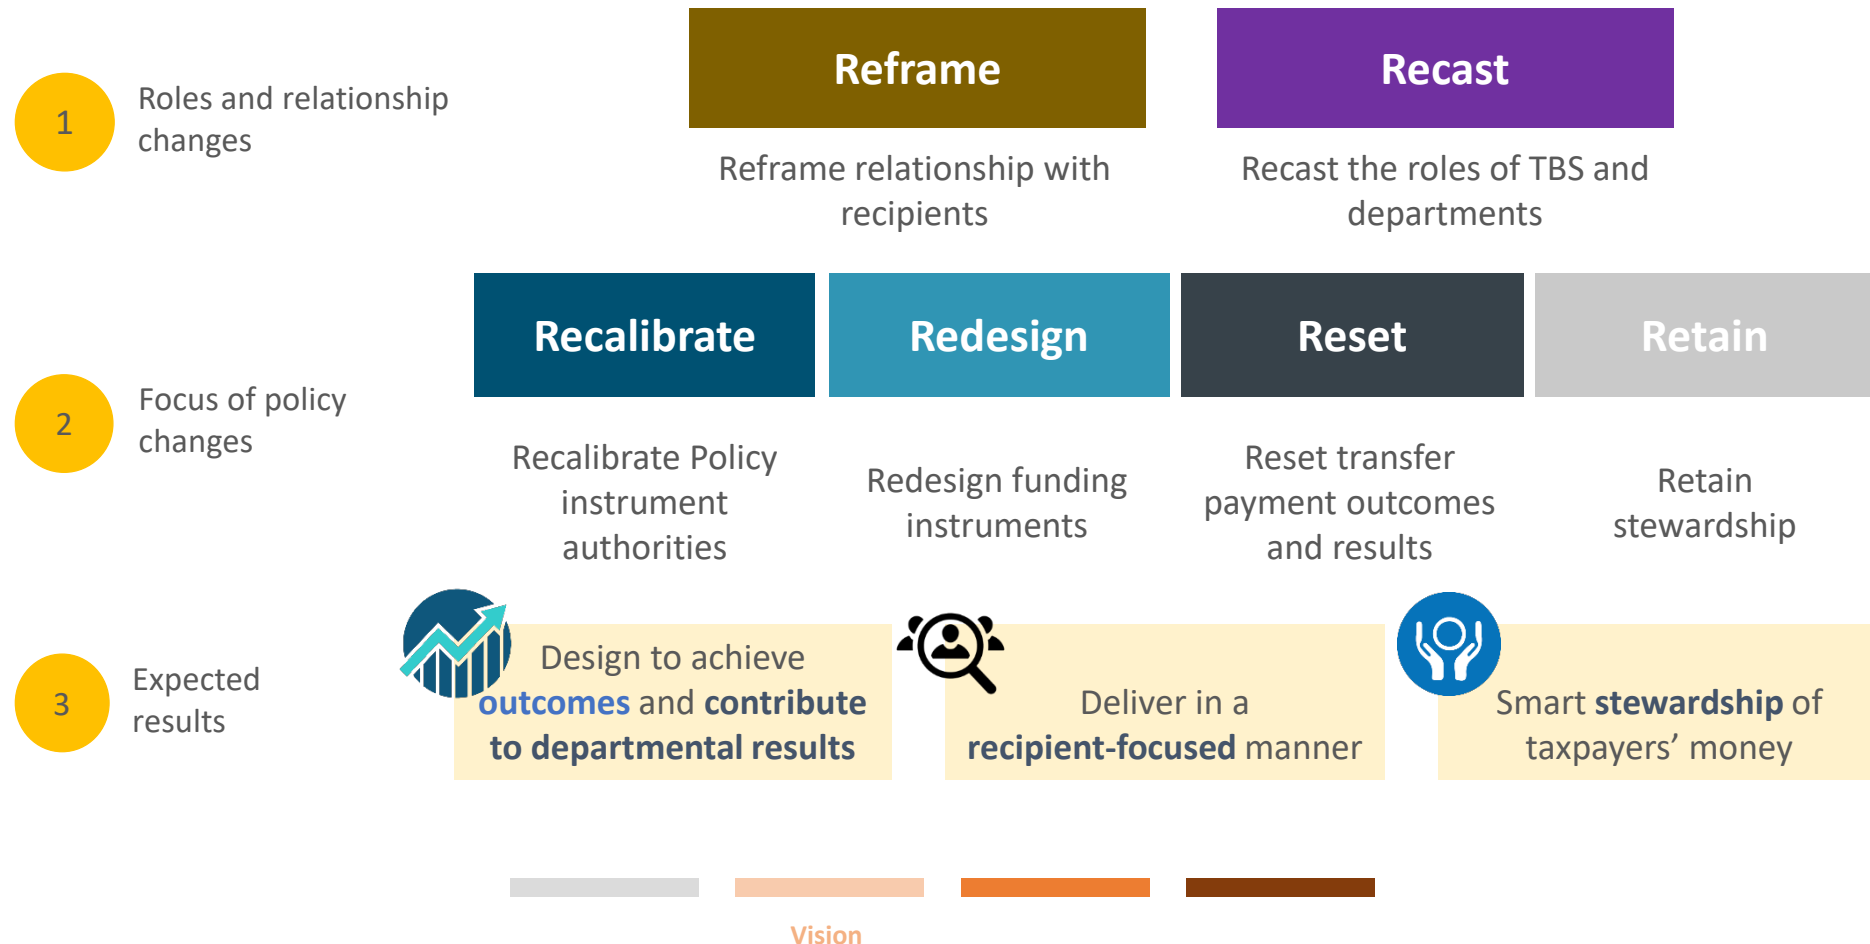 1
Roles and relationship
changes
Reframe
Reframe relationship with
recipients
Recast
Recast the roles of TBS and
departments
2
Focus of policy
changes
Recalibrate
Recalibrate Policy
instrument
authorities
Redesign
Redesign funding
instruments
Reset
Reset transfer
payment outcomes
and results
Retain
Retain
stewardship
3
Expected
results
Design to achieve
outcomes and contribute
to departmental results
Deliver in a
recipient-focused manner
Smart stewardship of
taxpayers’ money
Vision